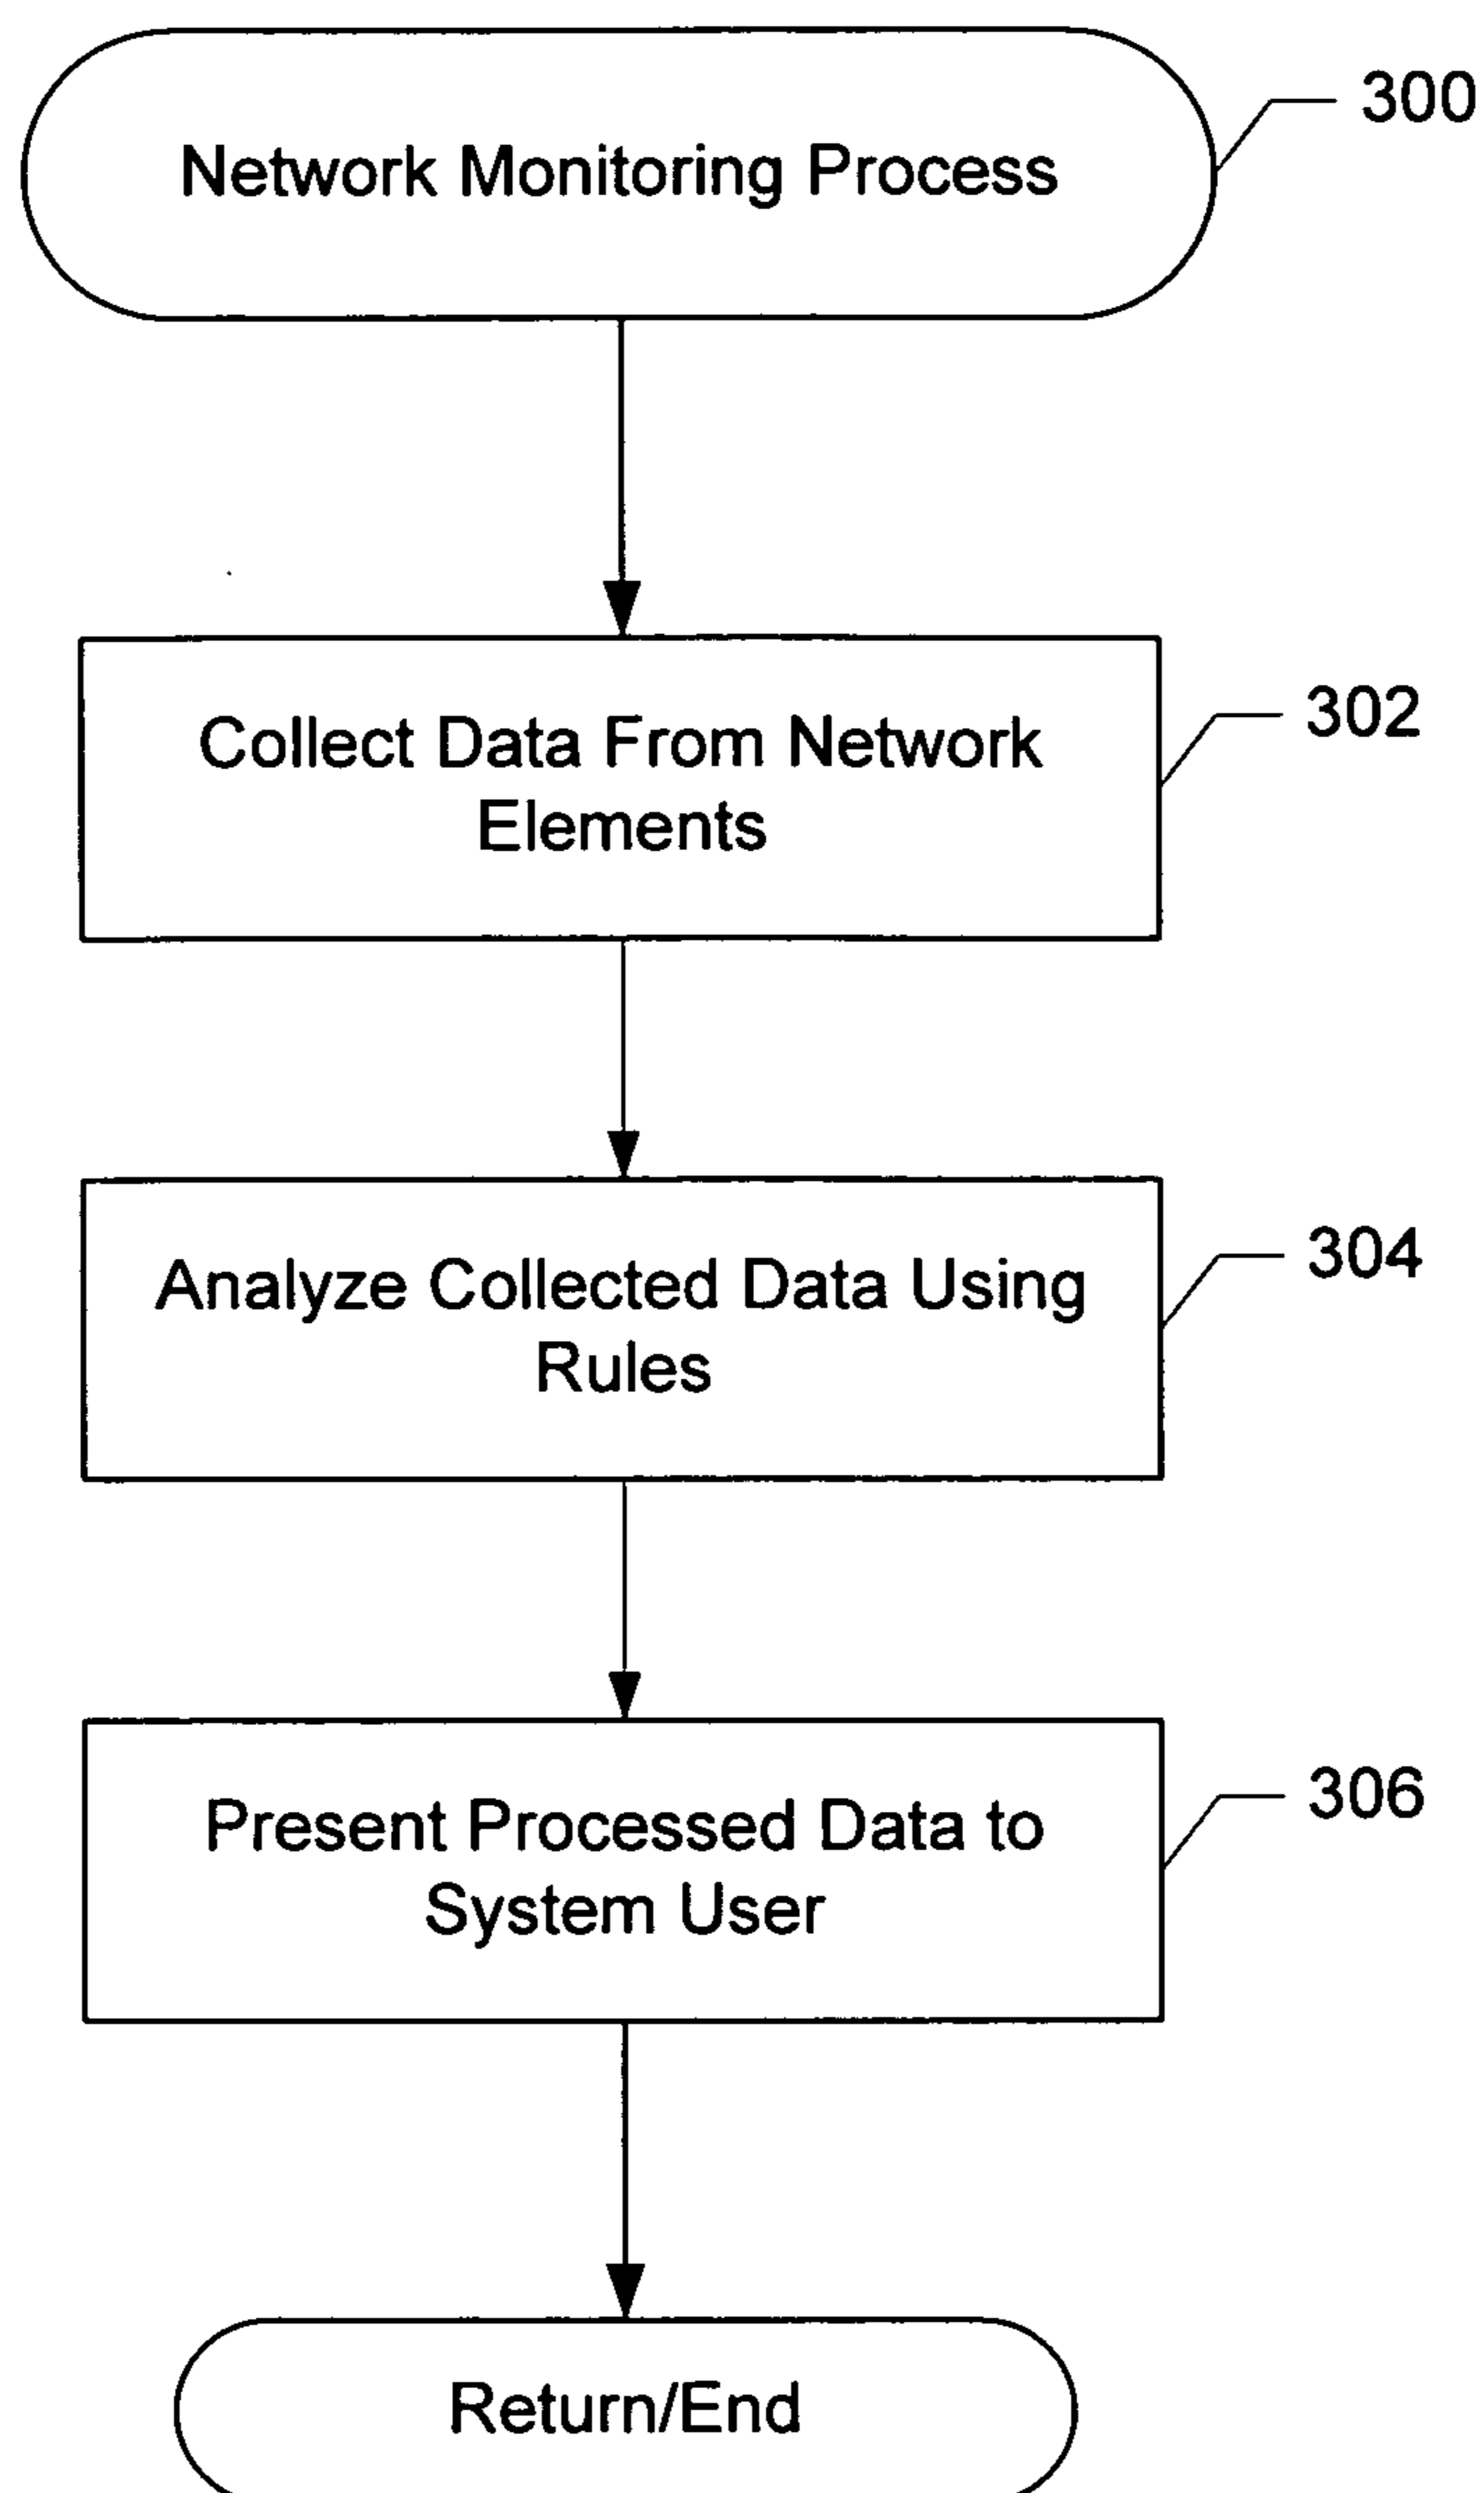 Network Monitoring Process
300
Collect Data From Network
Elements
302
Analyze Collected Data Using
Rules
304
Present Processed Data to
System User
306
Return/End